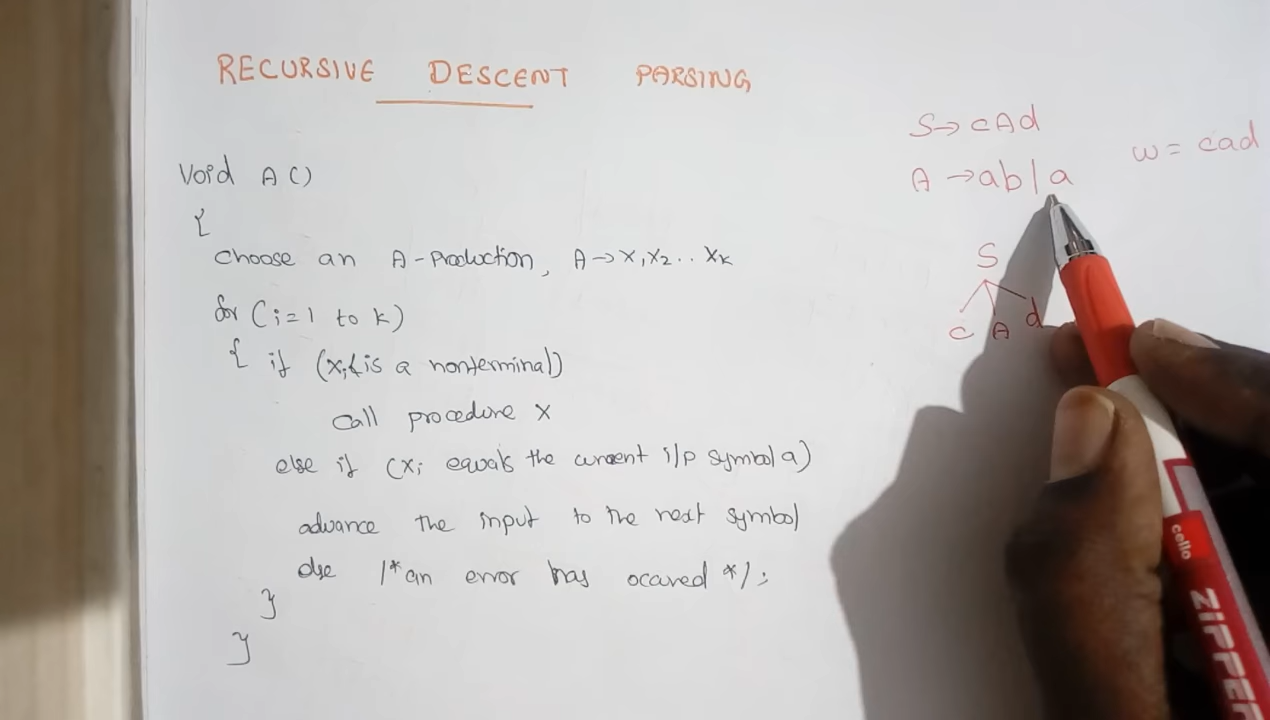 RECURSIVE DESCENT PARSING
Void A()
{
choose an A-Production, A→X₁X₂..Xₖ
for (i=1 to k)
{ if (xᵢ is a nonterminal)
call procedure X
else if (xᵢ equals the current i/p symbol a)
advance the input to the next symbol
else /* an error has ocured */;
}
}
S→cAd
A→ab|a
w= cad
S
c A d
cello
ZIPPER